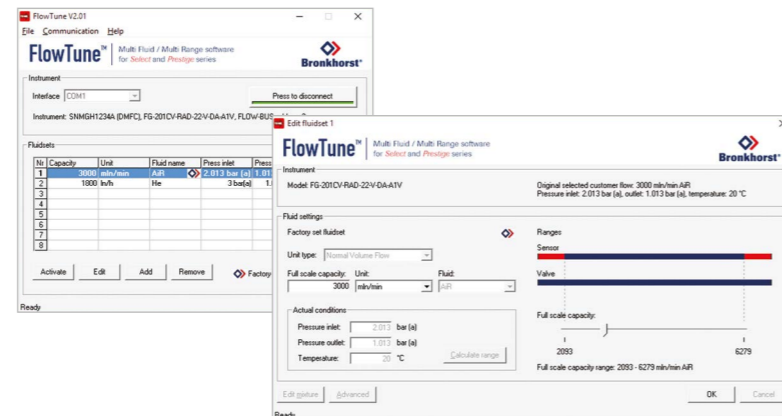 FlowTune V2.01
File Communication Help
FlowTune™ Multi Fluid / Multi Range software
for Select and Prestige series
Bronkhorst®
Instrument
Interface COM1 Press to disconnect
Instrument: SNMGH1234A (DMFC), FG-201CV-RAD-22-V-DA-A1V, FLOW-BUS
Fluidsets
Nr Capacity Unit Fluid name Press inlet Press
1 3000 mln/min AiR 2.013 bar (a) 1.01
2 1800 ln/h He 3 bar(a) 1.
3
4
5
6
7
8
Activate Edit Add Remove Factory
Ready
Edit fluidset 1
FlowTune™ Multi Fluid / Multi Range software
for Select and Prestige series
Bronkhorst®
Instrument
Model: FG-201CV-RAD-22-V-DA-A1V
Original selected customer flow: 3000 mln/min AiR
Pressure inlet: 2.013 bar (a), outlet: 1.013 bar (a), temperature: 20 °C
Fluid settings
Factory set fluidset
Unit type: Normal Volume Flow
Full scale capacity: Unit: Fluid:
3000 mln/min AiR
Actual conditions
Pressure inlet: 2.013 bar (a)
Pressure outlet: 1.013 bar (a)
Temperature: 20 °C Calculate range
Ranges
Sensor
Valve
Full scale capacity:
2093 6279
Full scale capacity range: 2093 - 6279 mln/min AiR
Edit mixture Advanced OK Cancel
Ready